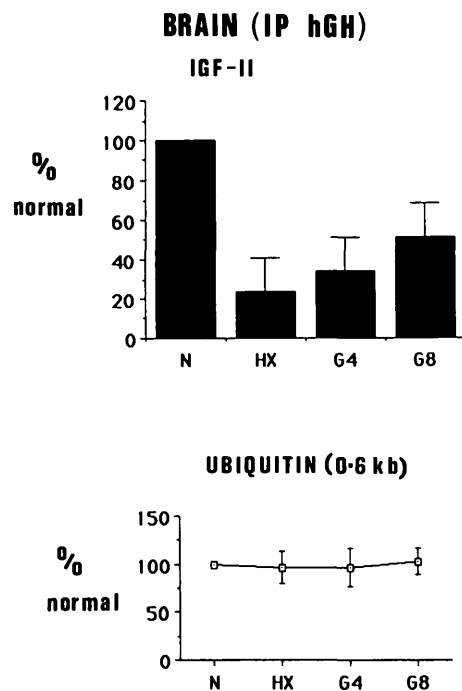 BRAIN (IP hGH)
IGF-II
%
normal
120
100
80
60
40
20
0
N HX G4 G8
UBIQUITIN (0·6 kb)
%
normal
150
100
50
0
N HX G4 G8